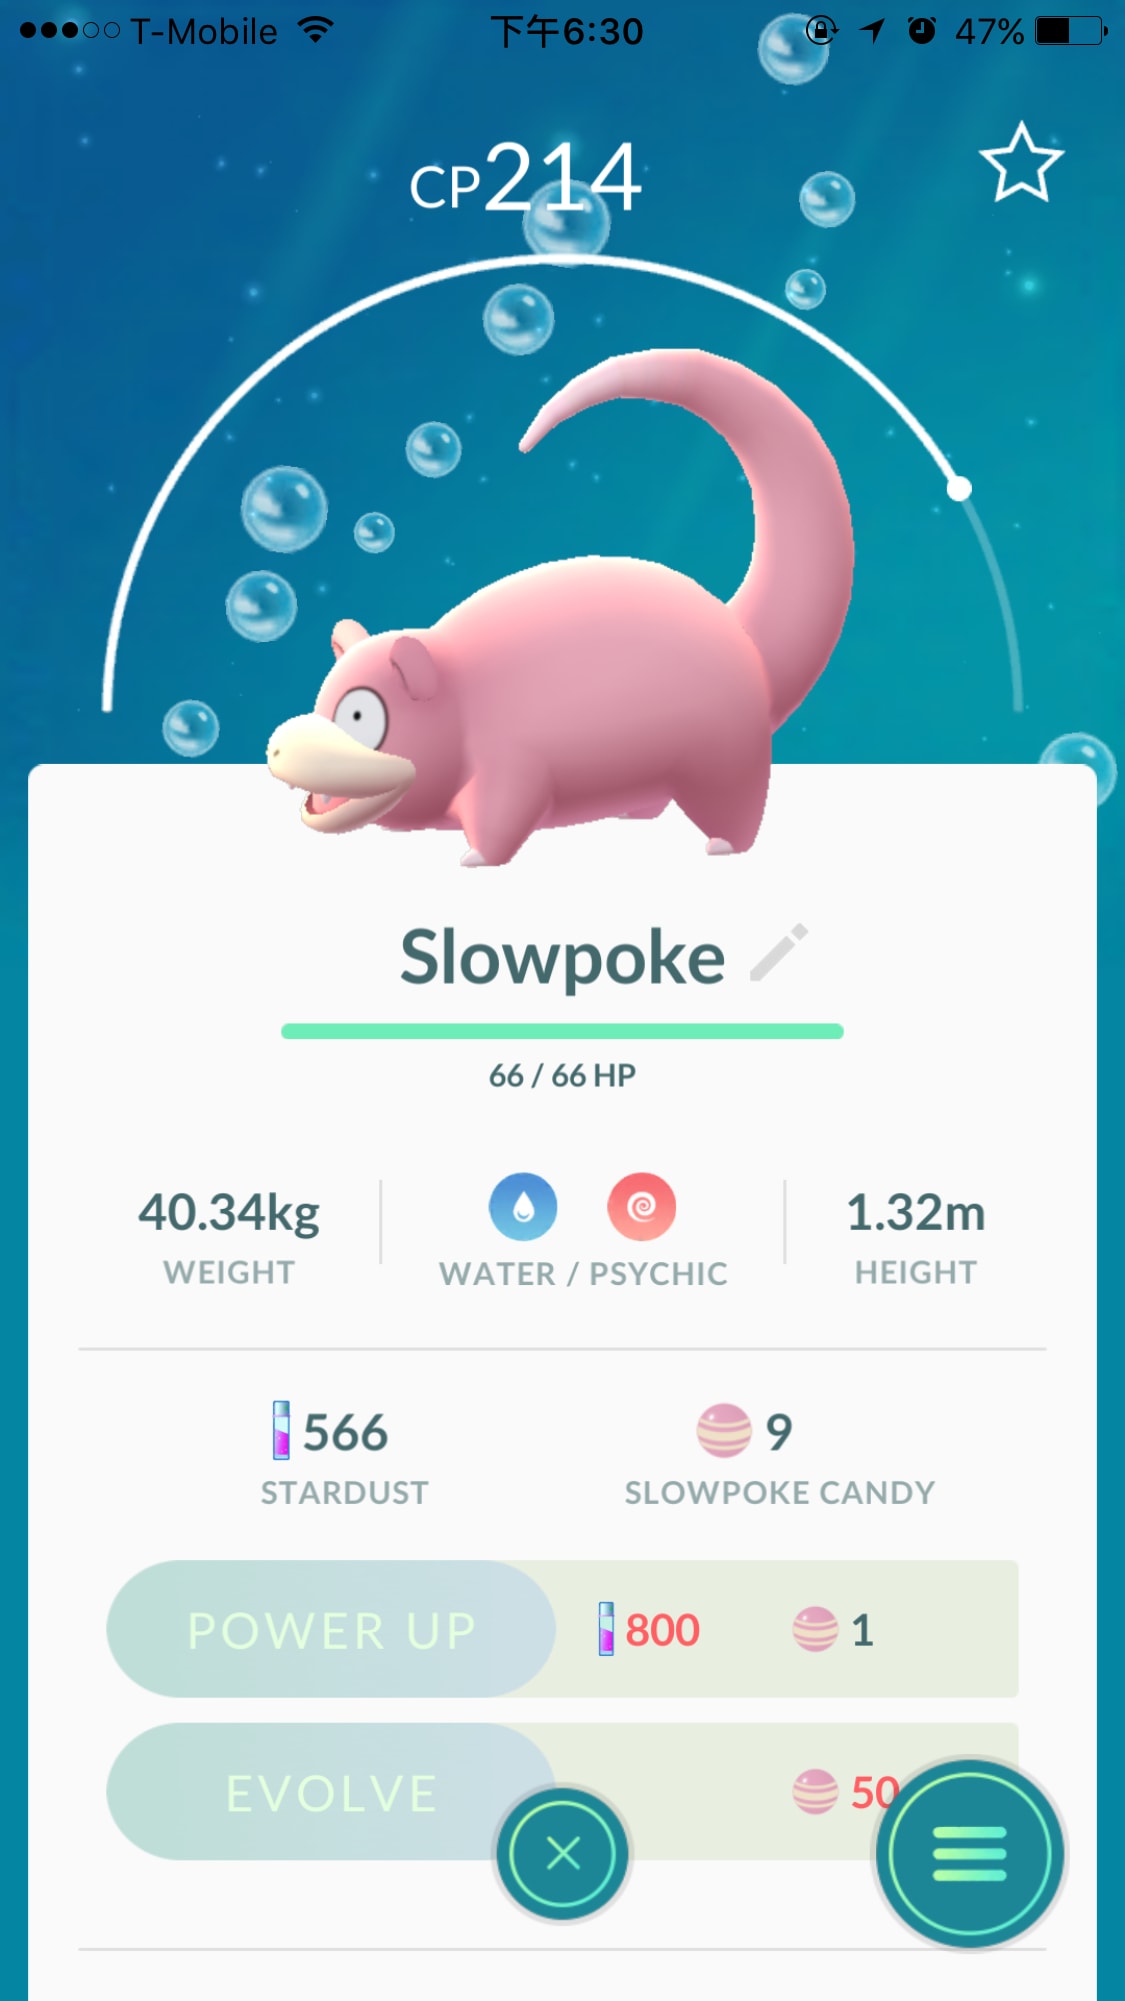 T-Mobile 下午6:30 47%
CP214
Slowpoke
66 / 66 HP
40.34kg
WEIGHT
WATER / PSYCHIC
1.32m
HEIGHT
566
STARDUST
9
SLOWPOKE CANDY
POWER UP 800 1
EVOLVE 50